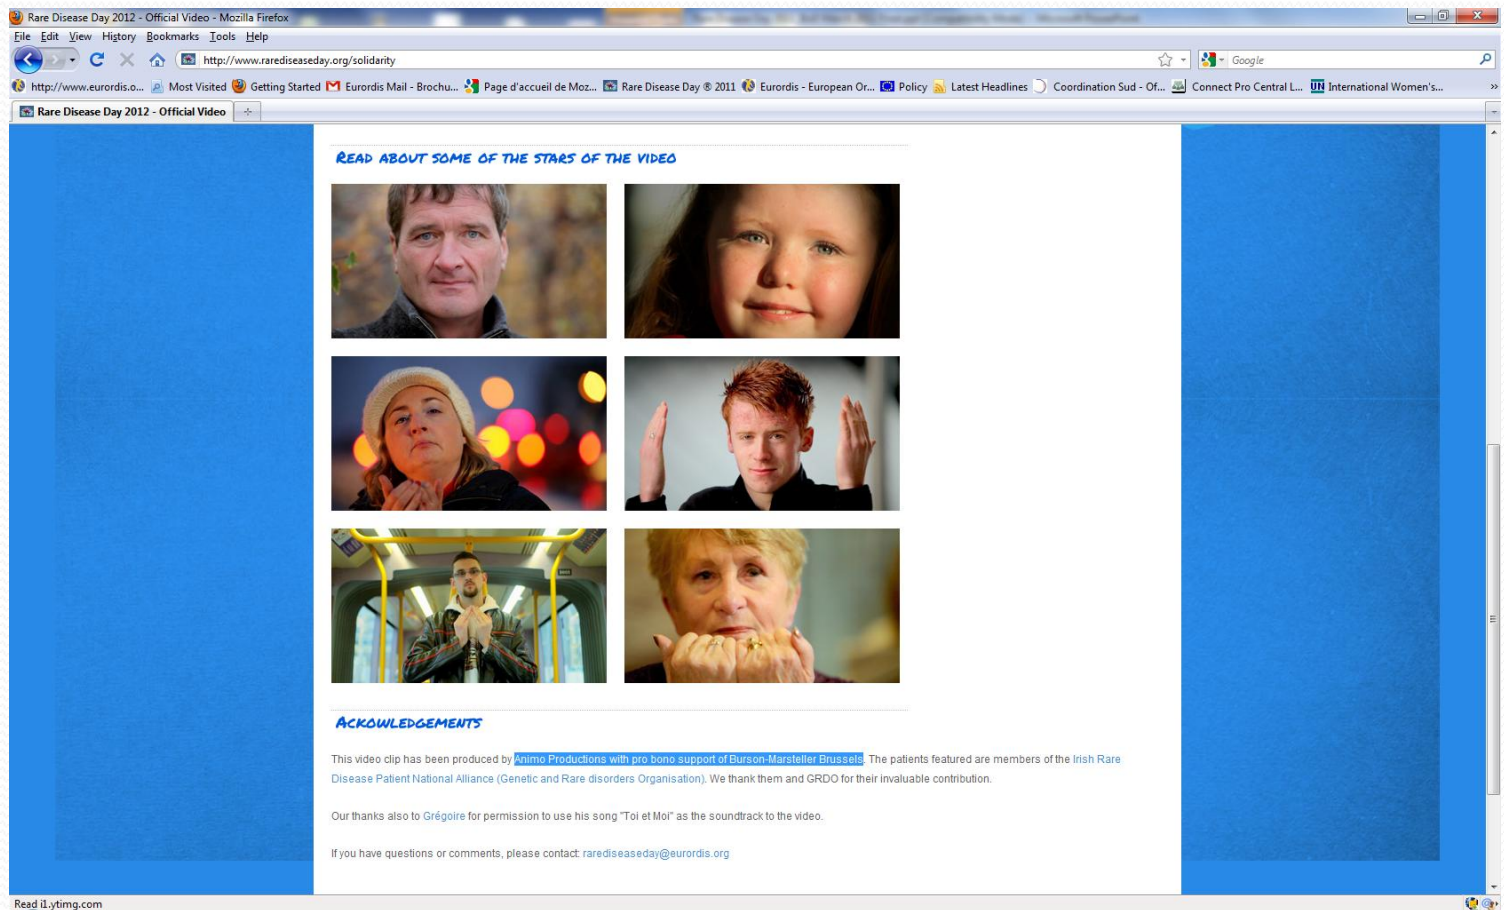 Rare Disease Day 2012 - Official Video - Mozilla Firefox
File Edit View History Bookmarks Tools Help
http://www.rarediseaseday.org/solidarity
Google
http://www.eurordis.o... Most Visited Getting Started Eurordis Mail - Brochu... Page d'accueil de Moz... Rare Disease Day ® 2011 Eurordis - European Or... Policy Latest Headlines Coordination Sud - Of... Connect Pro Central L... UN International Women's... »
Rare Disease Day 2012 - Official Video
Read about some of the stars of the video
Ackowledgements
This video clip has been produced by Animo Productions with pro bono support of Burson-Marsteller Brussels. The patients featured are members of the Irish Rare
Disease Patient National Alliance (Genetic and Rare disorders Organisation). We thank them and GRDO for their invaluable contribution.
Our thanks also to Grégoire for permission to use his song "Toi et Moi" as the soundtrack to the video.
If you have questions or comments, please contact: rarediseaseday@eurordis.org
Read i1.ytimg.com